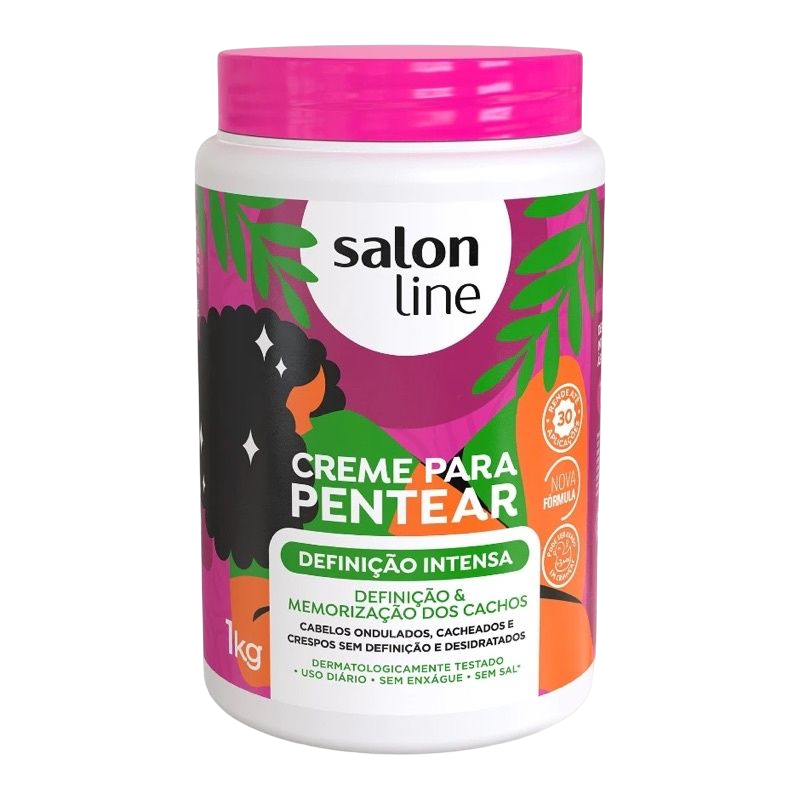 salon
line
CREME PARA
PENTEAR
DEFINIÇÃO INTENSA
DEFINIÇÃO &
MEMORIZAÇÃO DOS CACHOS
CABELOS ONDULADOS, CACHEADOS E
CRESPOS SEM DEFINIÇÃO E DESIDRATADOS
DERMATOLOGICAMENTE TESTADO
• USO DIÁRIO • SEM ENXÁGUE • SEM SAL*
1kg
RENDE ATÉ
30
APLICAÇÕES
NOVA
FÓRMULA